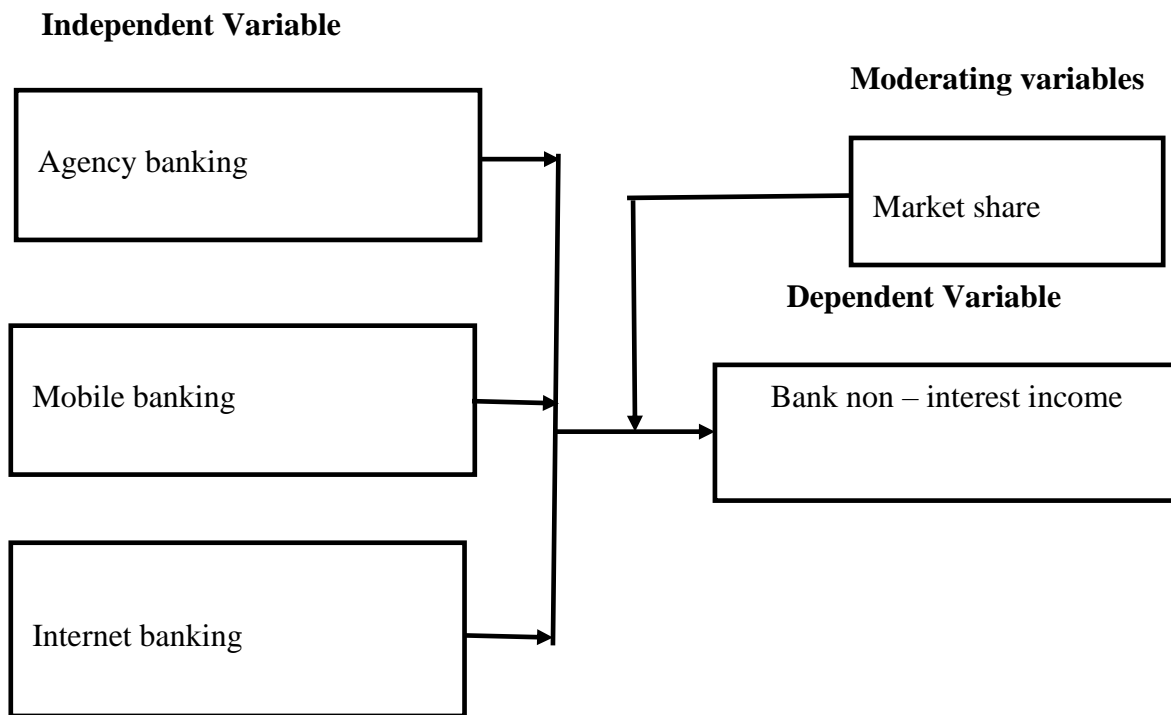 Independent Variable
Moderating variables
Agency banking
Market share
Dependent Variable
Mobile banking
Bank non – interest income
Internet banking